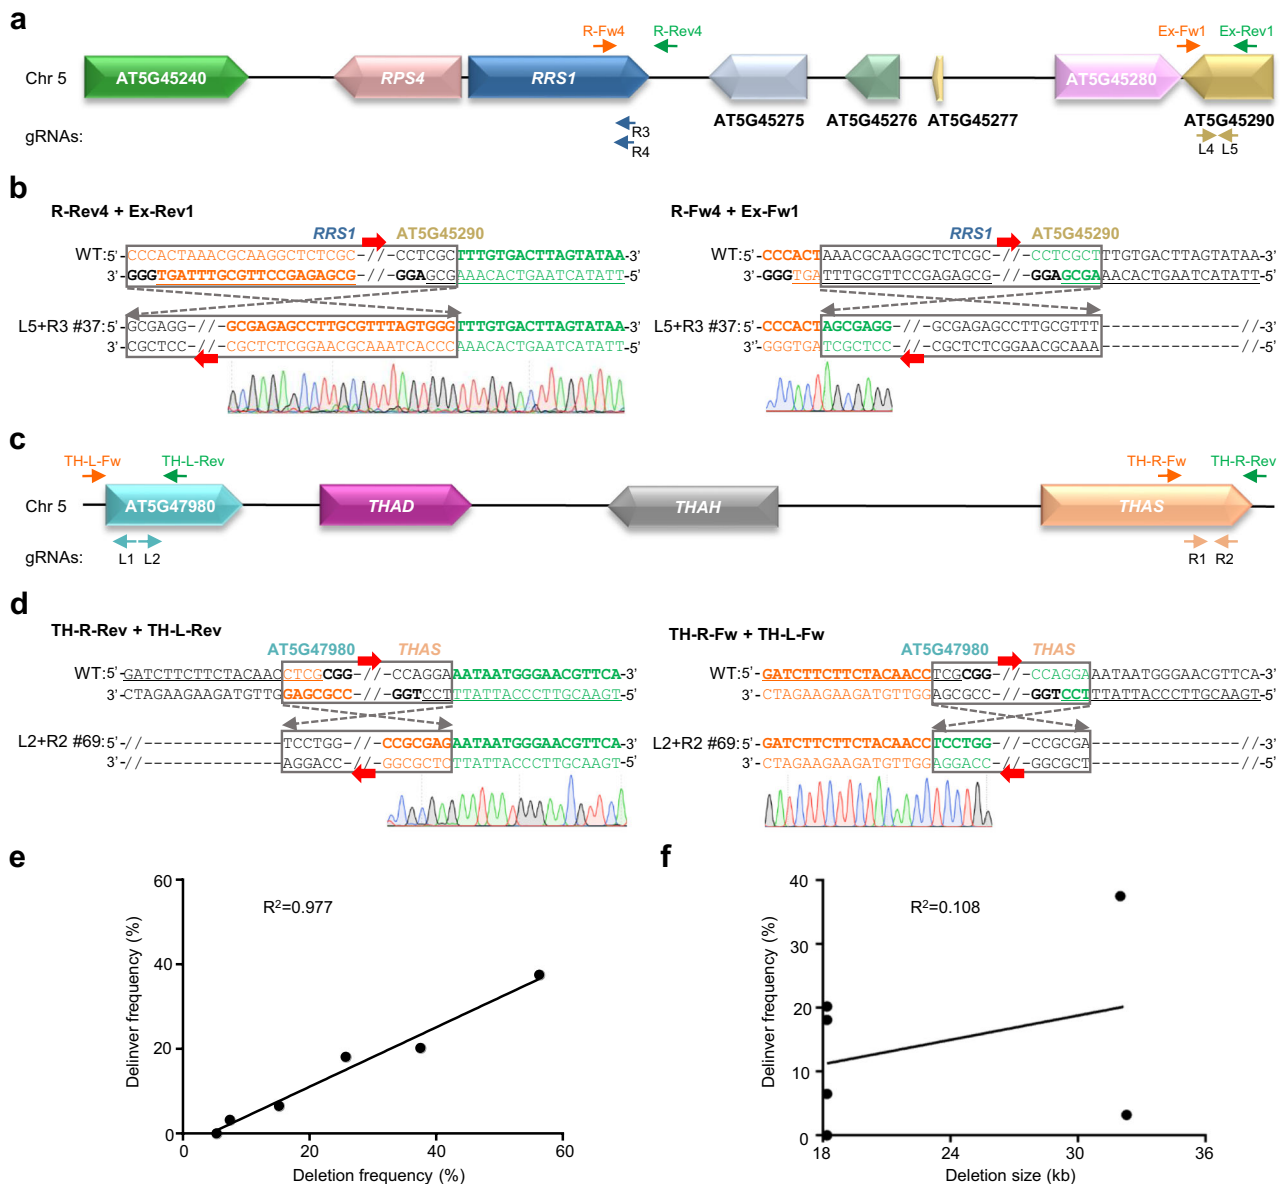 a
R-Fw4 R-Rev4 Ex-Fw1 Ex-Rev1
Chr 5 AT5G45240 RPS4 RRS1 AT5G45280
AT5G45275 AT5G45276 AT5G45277 AT5G45290
gRNAs: R3 R4 L4 L5
b
R-Rev4 + Ex-Rev1
RRS1 AT5G45290
WT:5'-CCCACTAAACGCAAGGCTCTCGC-//-CCTCGCTTTGTGACTTAGTATAA-3'
3'-GGGTGATTTGCGTTCCGAGAGCG-//-GGAGCGAAACACTGAATCATATT-5'
L5+R3 #37:5'-GCGAGG-//-GCGAGAGCCTTGCGTTTAGTGGGTTTGTGACTTAGTATAA-3'
3'-CGCTCC-//-CGCTCTCGGAACGCAAATCACCCAAACACTGAATCATATT-5'
R-Fw4 + Ex-Fw1
RRS1 AT5G45290
WT:5'-CCCACTAAACGCAAGGCTCTCGC-//-CCTCGCTTTGTGACTTAGTATAA-3'
3'-GGGTGATTTGCGTTCCGAGAGCG-//-GGAGCGAAACACTGAATCATATT-5'
L5+R3 #37:5'-CCCACTAGCGAGG-//-GCGAGAGCCTTGCGTTT--------------//-3'
3'-GGGTGATCGCTCC-//-CGCTCTCGGAACGCAAA--------------//-5'
c
TH-L-Fw TH-L-Rev TH-R-Fw TH-R-Rev
Chr 5 AT5G47980 THAD THAH THAS
gRNAs: L1 L2 R1 R2
d
TH-R-Rev + TH-L-Rev
AT5G47980 THAS
WT:5'-GATCTTCTTCTACAACCTCGCGG-//-CCAGGAAATAATGGGAACGTTCA-3'
3'-CTAGAAGAAGATGTTGGAGCGCC-//-GGTCCTTTATTACCCTTGCAAGT-5'
L2+R2 #69:5'-//--------------TCCTGG-//-CCGCGAGAATAATGGGAACGTTCA-3'
3'-//--------------AGGACC-//-GGCGCTCTTATTACCCTTGCAAGT-5'
TH-R-Fw + TH-L-Fw
AT5G47980 THAS
WT:5'-GATCTTCTTCTACAACCTCGCGG-//-CCAGGAAATAATGGGAACGTTCA-3'
3'-CTAGAAGAAGATGTTGGAGCGCC-//-GGTCCTTTATTACCCTTGCAAGT-5'
L2+R2 #69:5'-GATCTTCTTCTACAACCTCCTGG-//-CCGCGA---------------//-3'
3'-CTAGAAGAAGATGTTGGAGGACC-//-GGCGCT---------------//-5'
e
R2=0.977
Delinver frequency (%)
60
40
20
0
0 20 40 60
Deletion frequency (%)
f
R2=0.108
Delinver frequency (%)
40
30
20
10
0
18 24 30 36
Deletion size (kb)